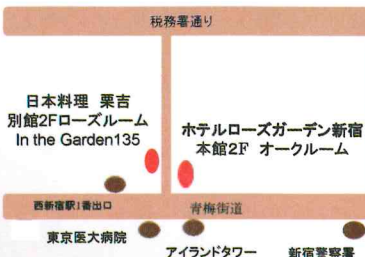 税務署通り
日本料理 栗吉
別館2Fローズルーム
In the Garden135
ホテルローズガーデン新宿
本館2F オークルーム
西新宿駅1番出口
青梅街道
東京医大病院
アイランドタワー
新宿警察署